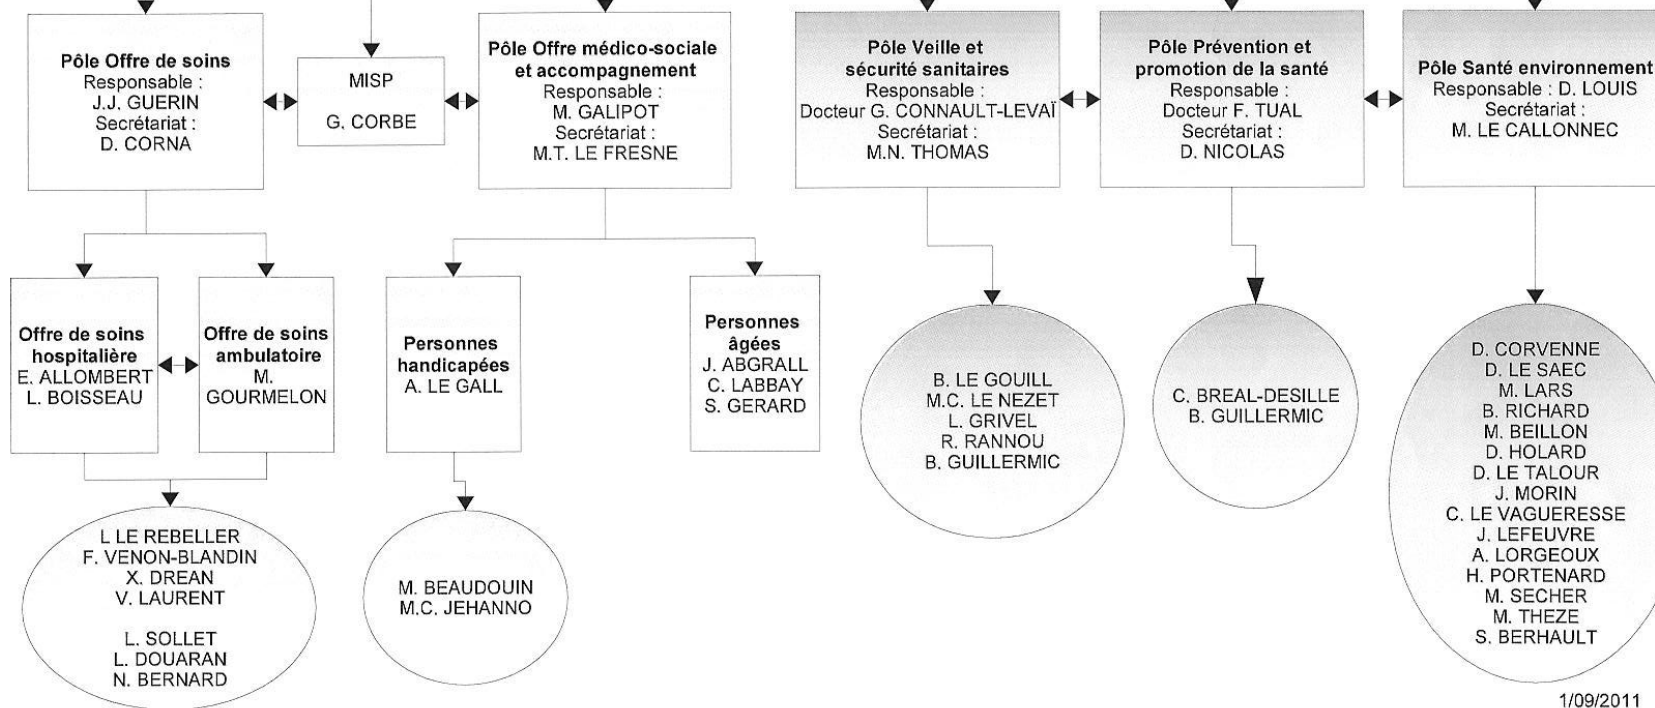 Pôle Offre de soins
Responsable :
J.J. GUERIN
Secrétariat :
D. CORNA
MISP
G. CORBE
Pôle Offre médico-sociale
et accompagnement
Responsable :
M. GALIPOT
Secrétariat :
M.T. LE FRESNE
Pôle Veille et
sécurité sanitaires
Responsable :
Docteur G. CONNAULT-LEVAÏ
Secrétariat :
M.N. THOMAS
Pôle Prévention et
promotion de la santé
Responsable :
Docteur F. TUAL
Secrétariat :
D. NICOLAS
Pôle Santé environnement
Responsable : D. LOUIS
Secrétariat :
M. LE CALLONNEC
Offre de soins
hospitalière
E. ALLOMBERT
L. BOISSEAU
Offre de soins
ambulatoire
M.
GOURMELON
Personnes
handicapées
A. LE GALL
Personnes
âgées
J. ABGRALL
C. LABBAY
S. GERARD
B. LE GOUILL
M.C. LE NEZET
L. GRIVEL
R. RANNOU
B. GUILLERMIC
C. BREAL-DESILLE
B. GUILLERMIC
D. CORVENNE
D. LE SAEC
M. LARS
B. RICHARD
M. BEILLON
D. HOLARD
D. LE TALOUR
J. MORIN
C. LE VAGUERESSE
J. LEFEUVRE
A. LORGEOUX
H. PORTENARD
M. SECHER
M. THEZE
S. BERHAULT
L LE REBELLER
F. VENON-BLANDIN
X. DREAN
V. LAURENT
L. SOLLET
L. DOUARAN
N. BERNARD
M. BEAUDOUIN
M.C. JEHANNO
1/09/2011